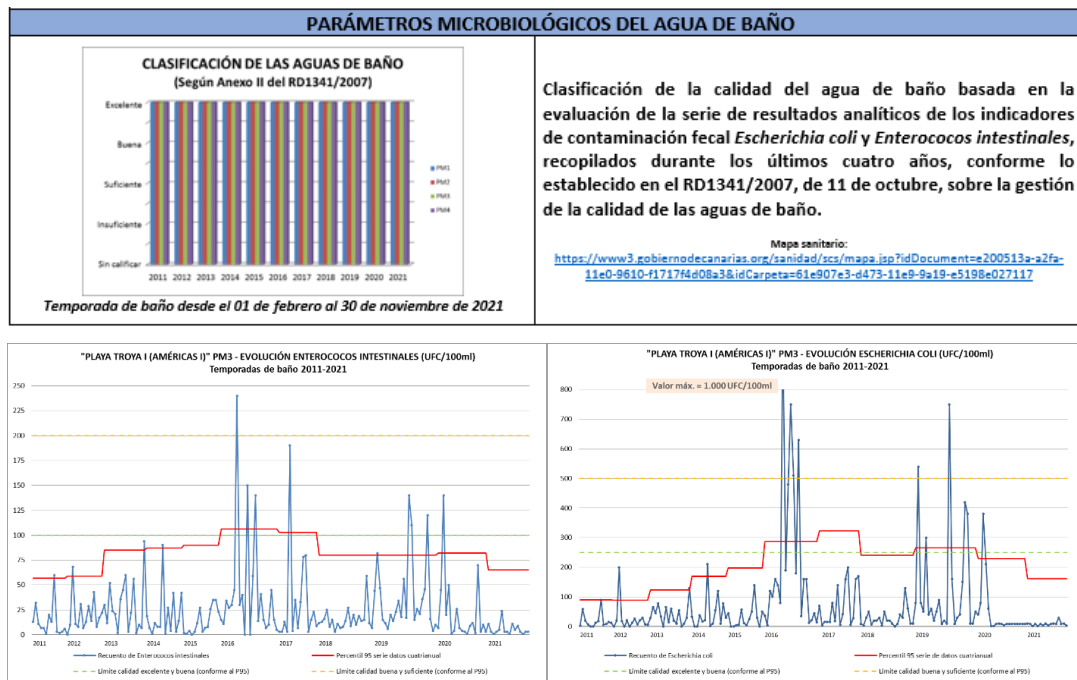 PARÁMETROS MICROBIOLÓGICOS DEL AGUA DE BAÑO
CLASIFICACIÓN DE LAS AGUAS DE BAÑO
(Según Anexo II del RD1341/2007)
Excelente
Buena
Suficiente
Insuficiente
Sin calificar
PM1
PM2
PM3
PM4
2011 2012 2013 2014 2015 2016 2017 2018 2019 2020 2021
Temporada de baño desde el 01 de febrero al 30 de noviembre de 2021
Clasificación de la calidad del agua de baño basada en la
evaluación de la serie de resultados analíticos de los indicadores
de contaminación fecal Escherichia coli y Enterococos intestinales,
recopilados durante los últimos cuatro años, conforme lo
establecido en el RD1341/2007, de 11 de octubre, sobre la gestión
de la calidad de las aguas de baño.
Mapa sanitario:
https://www3.gobiernodecanarias.org/sanidad/scs/mapa.jsp?idDocument=e200513a-a2fa-
11e0-9610-f1717f4d08a3&idCarpeta=61e907e3-d473-11e9-9a19-e5198e027117
"PLAYA TROYA I (AMÉRICAS I)" PM3 - EVOLUCIÓN ENTEROCOCOS INTESTINALES (UFC/100ml)
Temporadas de baño 2011-2021
250
200
150
100
75
50
25
0
2011 2012 2013 2014 2015 2016 2017 2018 2019 2020 2021
Recuento de Enterococos intestinales
Percentil 95 serie de datos cuatrianual
Límite calidad excelente y buena (conforme al P95)
Límite calidad buena y suficiente (conforme al P95)
"PLAYA TROYA I (AMÉRICAS I)" PM3 - EVOLUCIÓN ESCHERICHIA COLI (UFC/100ml)
Temporadas de baño 2011-2021
Valor máx. = 1.000 UFC/100ml
800
700
600
500
400
300
250
200
100
0
2011 2012 2013 2014 2015 2016 2017 2018 2019 2020 2021
Recuento de Escherichia coli
Percentil 95 serie de datos cuatrianual
Límite calidad excelente y buena (conforme al P95)
Límite calidad buena y suficiente (conforme al P95)